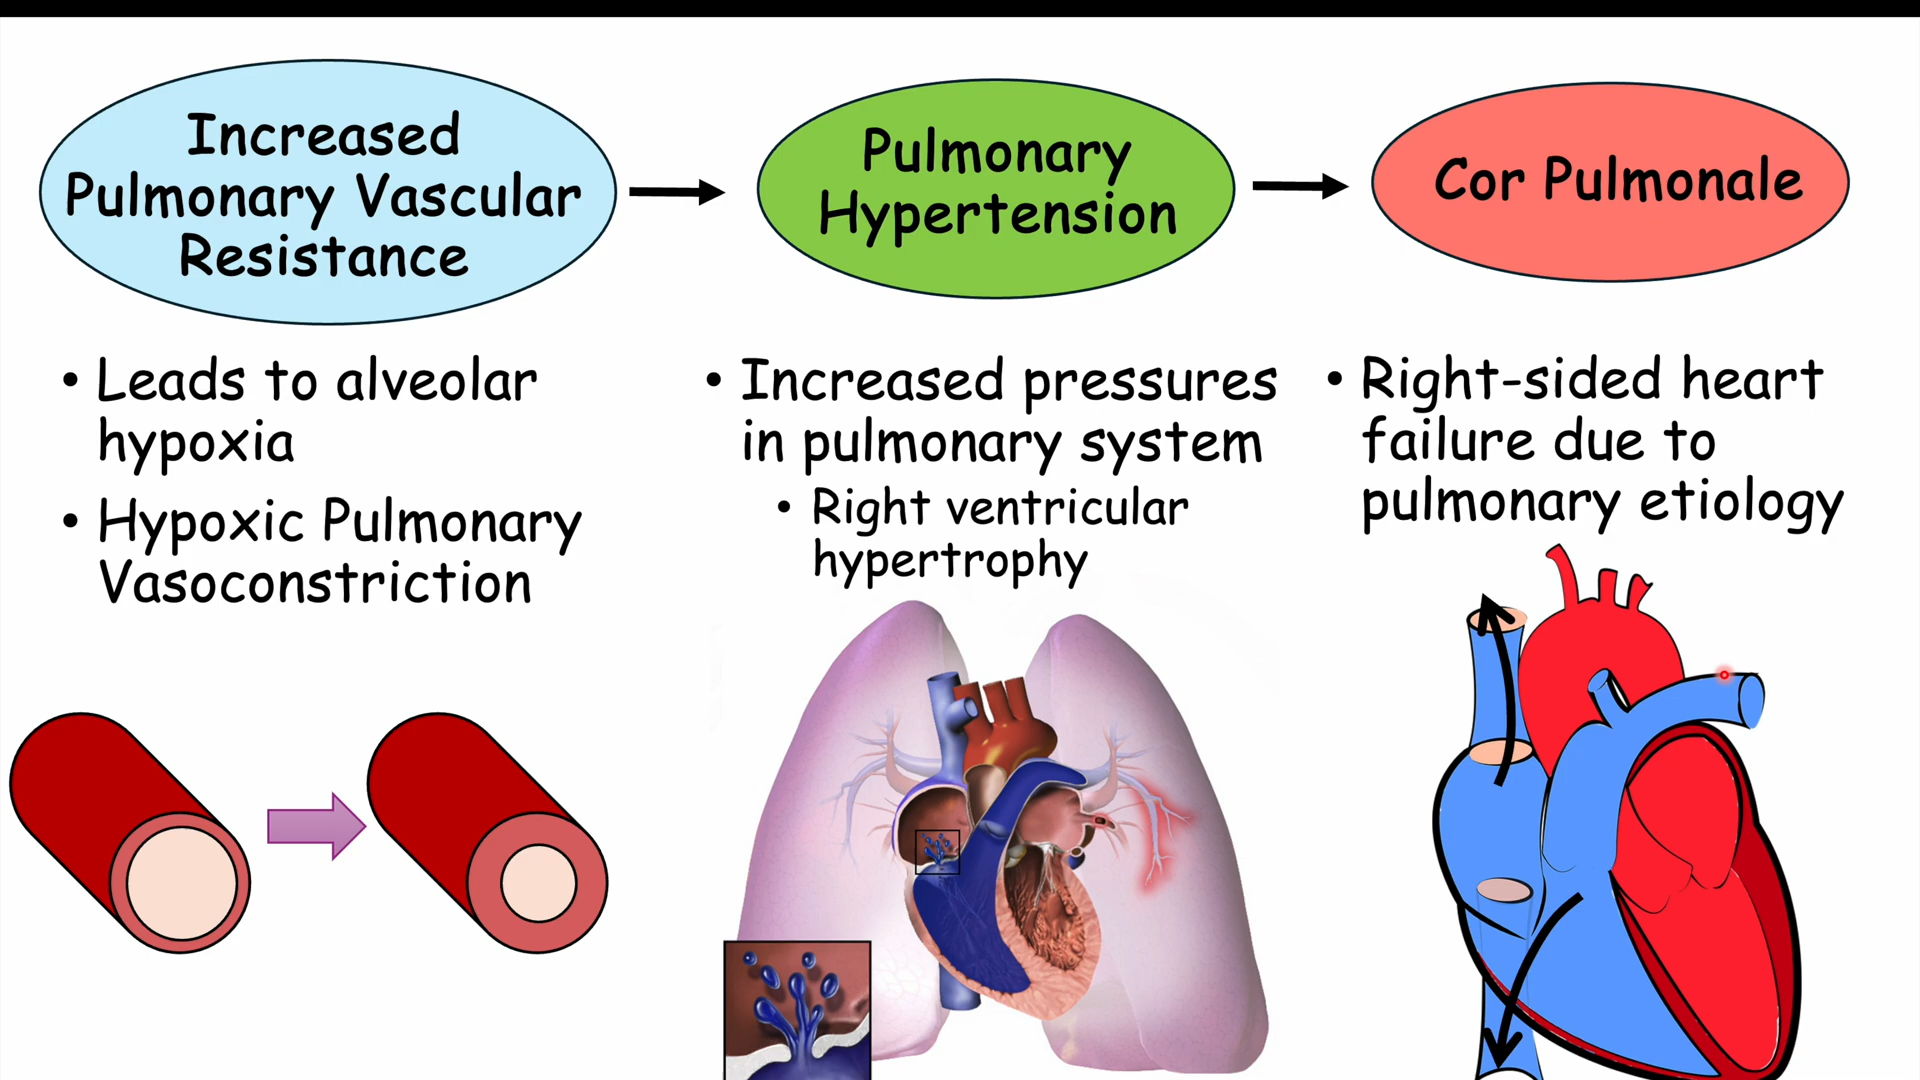 Increased
Pulmonary Vascular
Resistance
Pulmonary
Hypertension
Cor Pulmonale
• Leads to alveolar
hypoxia
• Hypoxic Pulmonary
Vasoconstriction
• Increased pressures
in pulmonary system
• Right ventricular
hypertrophy
• Right-sided heart
failure due to
pulmonary etiology